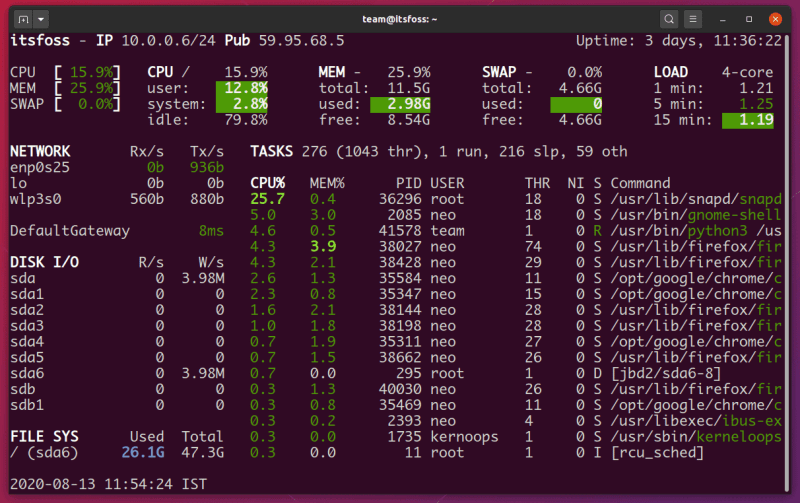 team@itsfoss: ~
itsfoss - IP 10.0.0.6/24 Pub 59.95.68.5 Uptime: 3 days, 11:36:22
CPU [ 15.9%] CPU / 15.9% MEM - 25.9% SWAP - 0.0% LOAD 4-core
MEM [ 25.9%] user: 12.8% total: 11.5G total: 4.66G 1 min: 1.21
SWAP [ 0.0%] system: 2.8% used: 2.98G used: 0 5 min: 1.25
idle: 79.8% free: 8.54G free: 4.66G 15 min: 1.19
NETWORK Rx/s Tx/s TASKS 276 (1043 thr), 1 run, 216 slp, 59 oth
enp0s25 0b 936b
lo 0b 0b CPU% MEM% PID USER THR NI S Command
wlp3s0 560b 880b 25.7 0.4 36296 root 18 0 S /usr/lib/snapd/snapd
5.0 3.0 2085 neo 18 0 S /usr/bin/gnome-shell
DefaultGateway 8ms 4.6 0.5 41578 team 1 0 R /usr/bin/python3 /us
4.3 3.9 38027 neo 74 0 S /usr/lib/firefox/fir
DISK I/O R/s W/s 4.3 2.1 38428 neo 29 0 S /usr/lib/firefox/fir
sda 0 3.98M 2.6 1.3 35584 neo 11 0 S /opt/google/chrome/c
sda1 0 0 2.3 0.8 35347 neo 15 0 S /opt/google/chrome/c
sda2 0 0 1.6 2.1 38144 neo 28 0 S /usr/lib/firefox/fir
sda3 0 0 1.0 1.8 38198 neo 28 0 S /usr/lib/firefox/fir
sda4 0 0 0.7 1.9 35311 neo 27 0 S /opt/google/chrome/c
sda5 0 0 0.7 1.5 38662 neo 26 0 S /usr/lib/firefox/fir
sda6 0 3.98M 0.7 0.0 295 root 1 0 D [jbd2/sda6-8]
sdb 0 0 0.3 1.3 40030 neo 26 0 S /usr/lib/firefox/fir
sdb1 0 0 0.3 0.8 35469 neo 11 0 S /opt/google/chrome/c
0.3 0.2 2393 neo 4 0 S /usr/libexec/ibus-ex
FILE SYS Used Total 0.3 0.0 1735 kernoops 1 0 S /usr/sbin/kerneloops
/ (sda6) 26.1G 47.3G 0.3 0.0 11 root 1 0 I [rcu_sched]
2020-08-13 11:54:24 IST